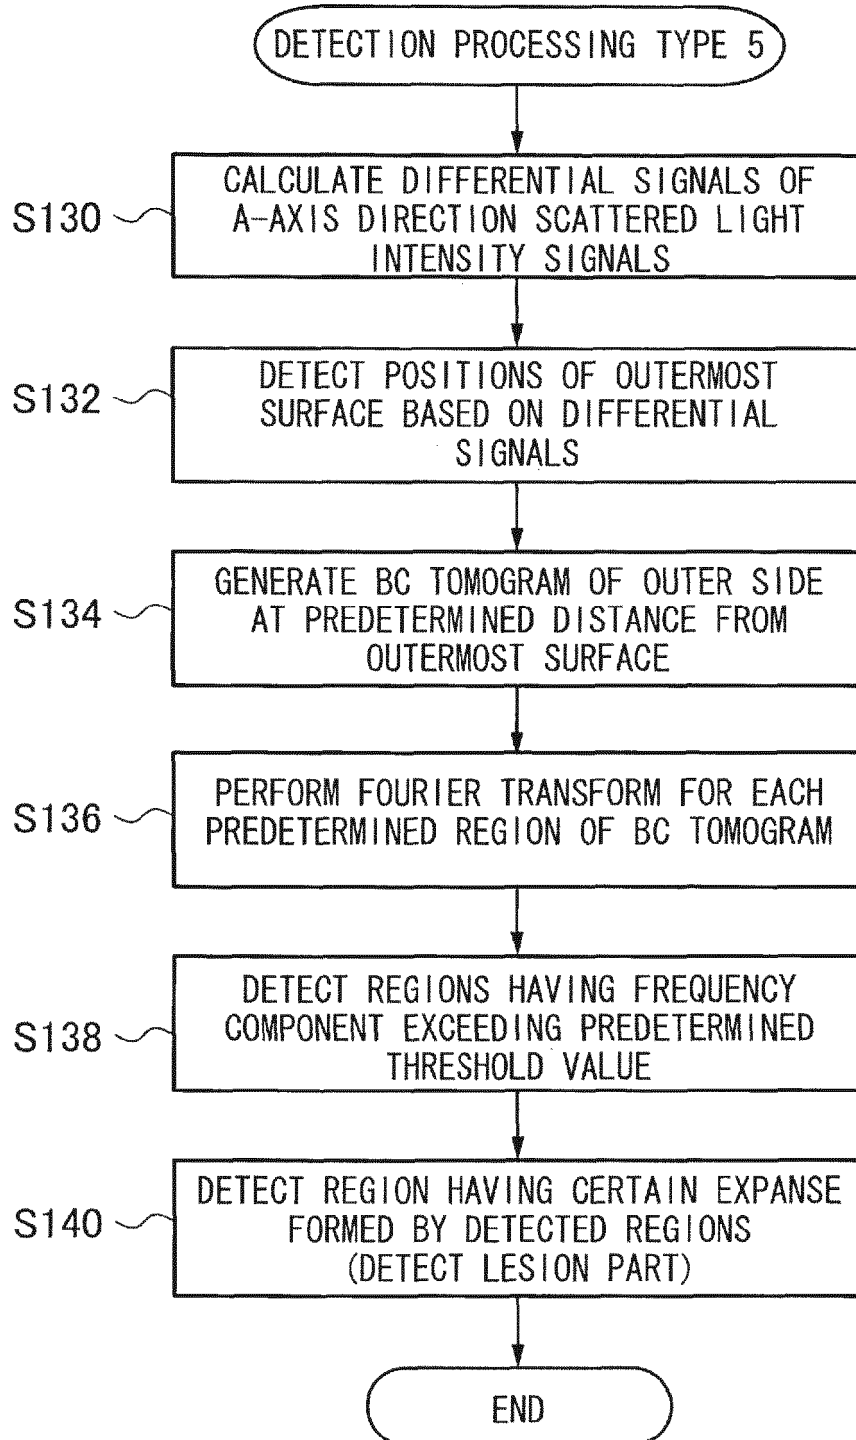 DETECTION PROCESSING TYPE 5
S130
CALCULATE DIFFERENTIAL SIGNALS OF
A-AXIS DIRECTION SCATTERED LIGHT
INTENSITY SIGNALS
S132
DETECT POSITIONS OF OUTERMOST
SURFACE BASED ON DIFFERENTIAL
SIGNALS
S134
GENERATE BC TOMOGRAM OF OUTER SIDE
AT PREDETERMINED DISTANCE FROM
OUTERMOST SURFACE
S136
PERFORM FOURIER TRANSFORM FOR EACH
PREDETERMINED REGION OF BC TOMOGRAM
S138
DETECT REGIONS HAVING FREQUENCY
COMPONENT EXCEEDING PREDETERMINED
THRESHOLD VALUE
S140
DETECT REGION HAVING CERTAIN EXPANSE
FORMED BY DETECTED REGIONS
(DETECT LESION PART)
END